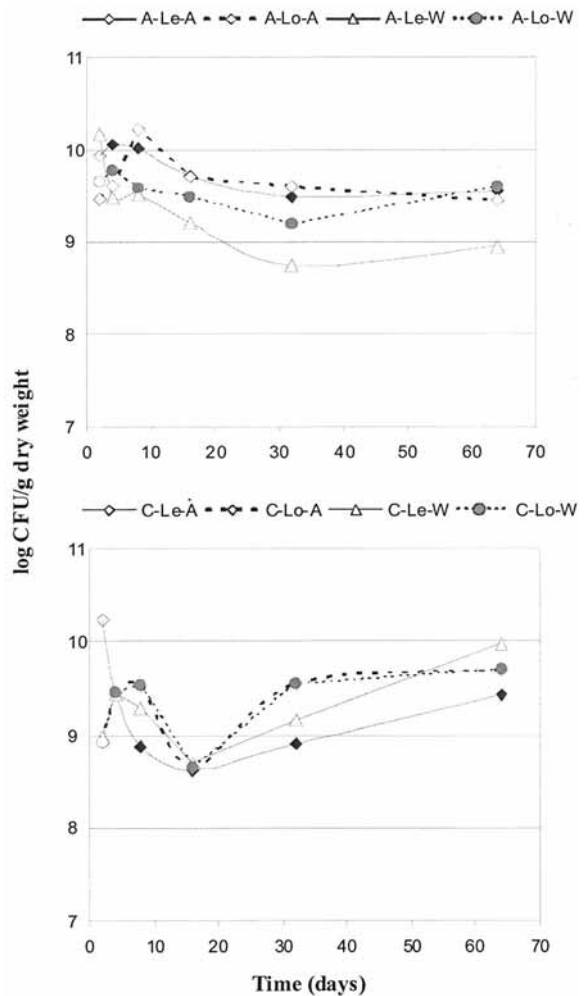 A-Le-A A-Lo-A A-Le-W A-Lo-W
11
10
9
8
7
0 10 20 30 40 50 60 70
log CFU/g dry weight
C-Le-A C-Lo-A C-Le-W C-Lo-W
11
10
9
8
7
0 10 20 30 40 50 60 70
Time (days)